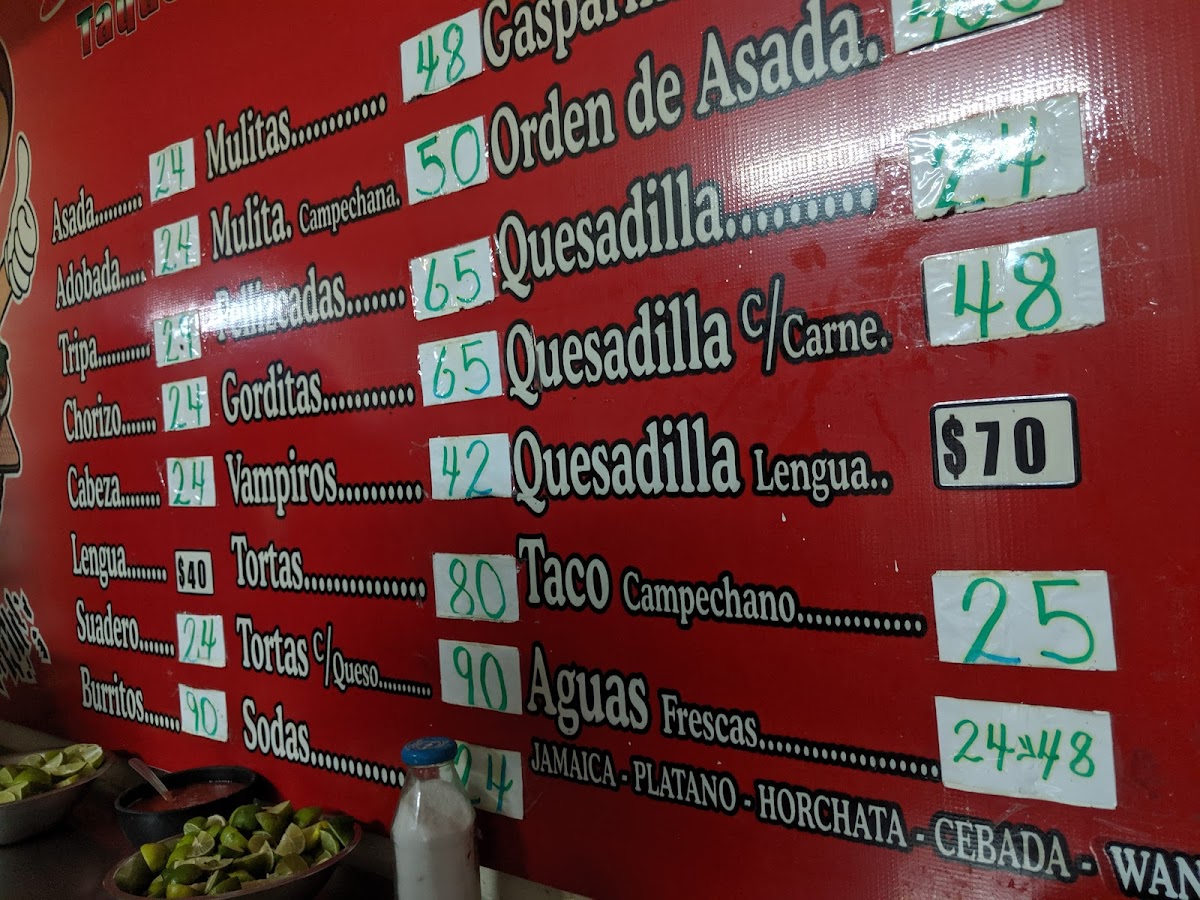 Asada......... 24
Adobada..... 24
Tripa........... 24
Chorizo...... 24
Cabeza........ 24
Lengua........ $40
Suadero...... 24
Burritos....... 90
Mulitas............ 48
Mulita. Campechana. 50
Pellizcadas....... 65
Gorditas............ 65
Vampiros........... 42
Tortas................ 80
Tortas c/Queso......... 90
Sodas............. 24
Orden de Asada.
Quesadilla......... 24
Quesadilla c/Carne. 48
Quesadilla Lengua.. $70
Taco Campechano............. 25
Aguas Frescas.................. 24 48
JAMAICA - PLATANO - HORCHATA - CEBADA -